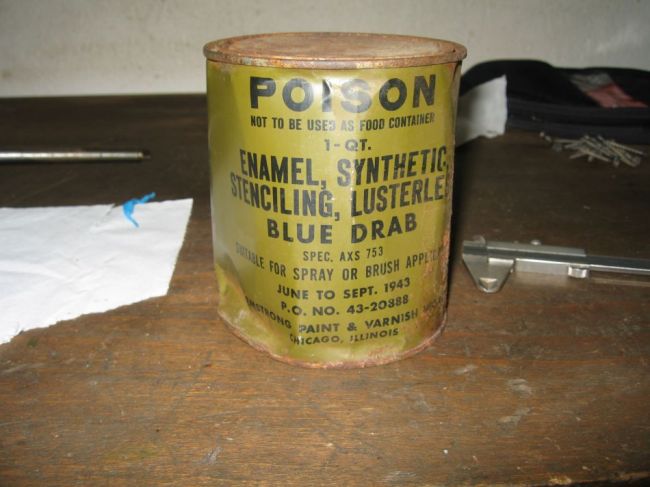 POISON
NOT TO BE USED AS FOOD CONTAINER
1-QT.
ENAMEL, SYNTHETIC,
STENCILING, LUSTERLE
BLUE DRAB
SPEC. AXS 753
SUITABLE FOR SPRAY OR BRUSH
JUNE TO SEPT. 1943
P.O. NO. 43-20888
PAINT & VARNISH
CHICAGO, ILLINOIS